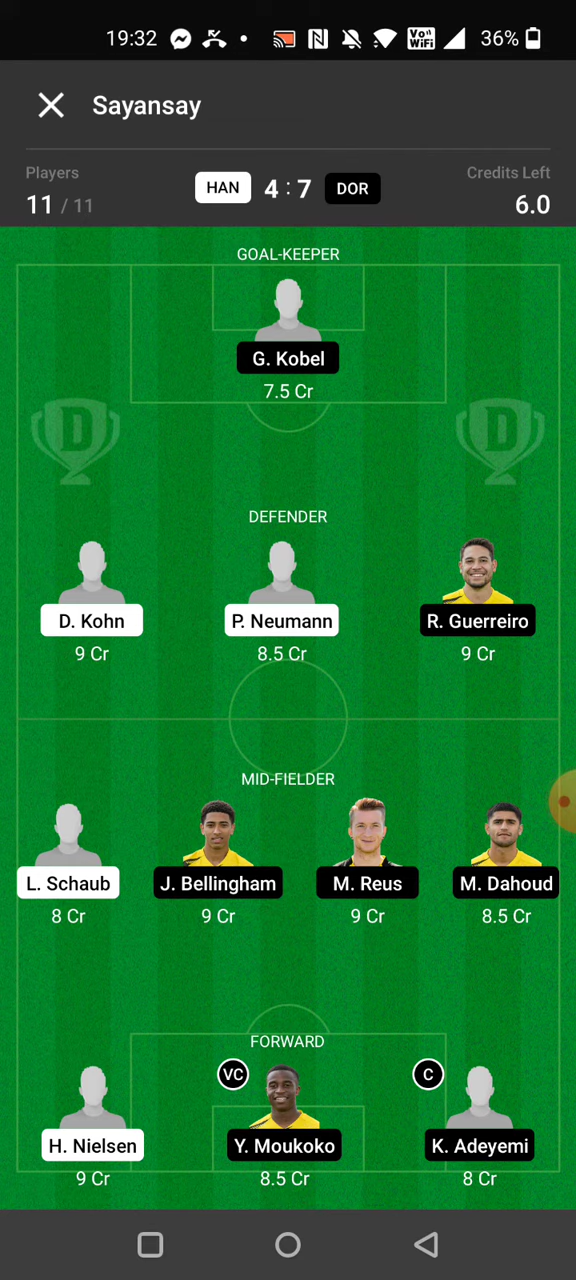 19:32 Vo)) WiFi 36%
Sayansay
Players Credits Left
11 / 11 HAN 4 : 7 DOR 6.0
GOAL-KEEPER
G. Kobel
7.5 Cr
D D
DEFENDER
D. Kohn P. Neumann R. Guerreiro
9 Cr 8.5 Cr 9 Cr
MID-FIELDER
L. Schaub J. Bellingham M. Reus M. Dahoud
8 Cr 9 Cr 9 Cr 8.5 Cr
FORWARD
VC C
H. Nielsen Y. Moukoko K. Adeyemi
9 Cr 8.5 Cr 8 Cr